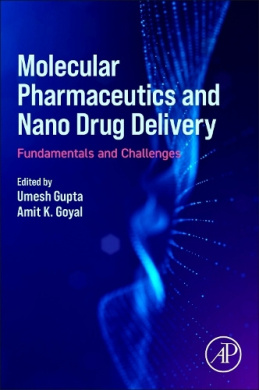 Molecular
Pharmaceutics and
Nano Drug Delivery
Fundamentals and Challenges
Edited by
Umesh Gupta
Amit K. Goyal
AP